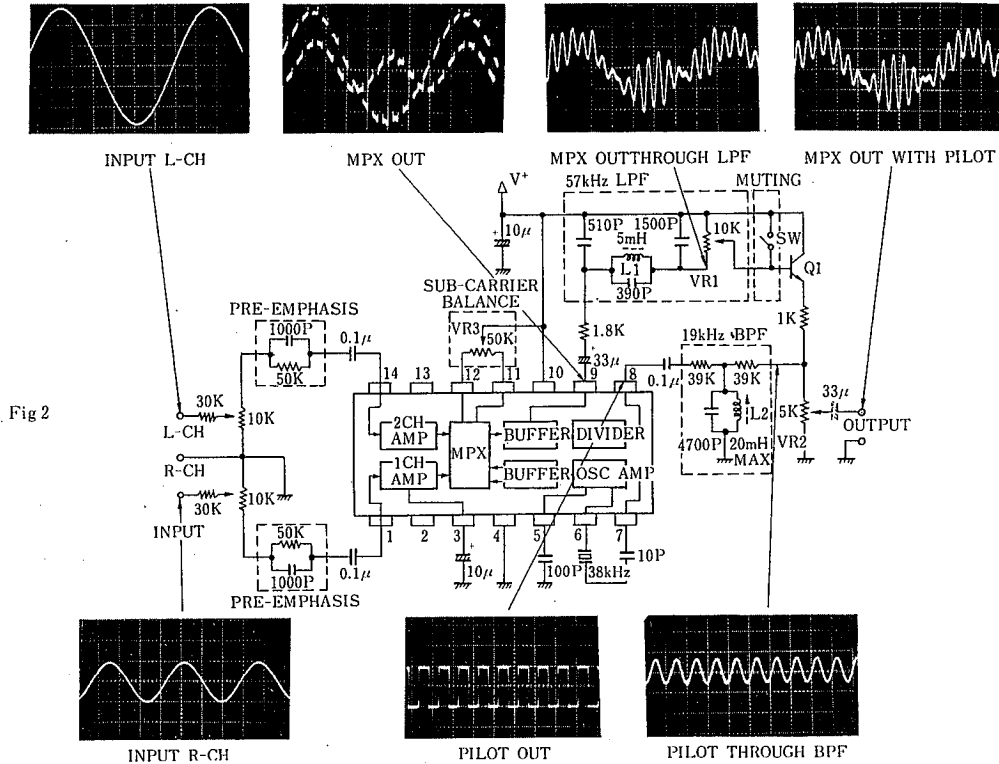 INPUT L-CH
MPX OUT
MPX OUTTHROUGH LPF
MPX OUT WITH PILOT
V+
57kHz LPF
MUTING
10μ
510P
1500P
10K
SW
5mH
L1
390P
VR1
Q1
SUB-CARRIER
BALANCE
PRE-EMPHASIS
1000P
50K
0.1μ
VR3
50K
1.8K
33μ
1K
19kHz BPF
14
13
12
11
10
9
8
0.1μ
39K
39K
33μ
Fig 2
30K
L-CH
10K
2CH
AMP
MPX
BUFFER
DIVIDER
4700P
20mH
MAX
L2
5K
VR2
OUTPUT
R-CH
1CH
AMP
BUFFER
OSC AMP
30K
10K
INPUT
50K
1000P
0.1μ
1
2
3
4
5
6
7
10μ
100P
38kHz
10P
PRE-EMPHASIS
INPUT R-CH
PILOT OUT
PILOT THROUGH BPF